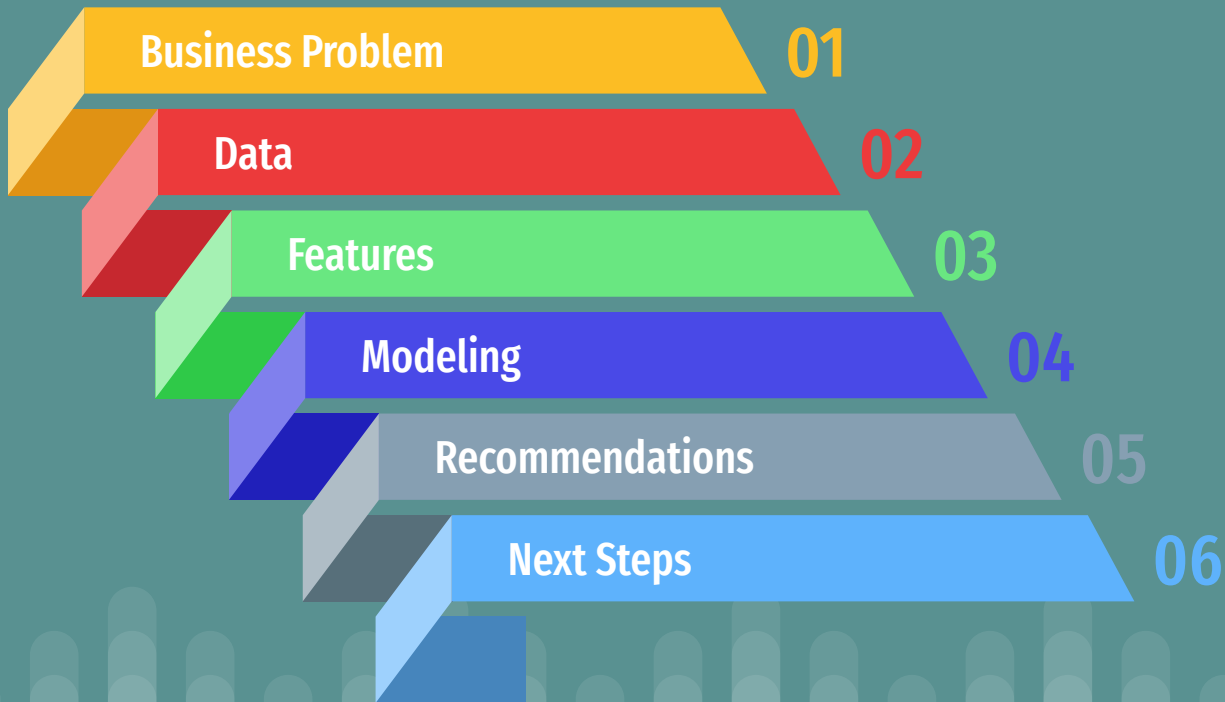 Business Problem 01
Data 02
Features 03
Modeling 04
Recommendations 05
Next Steps 06